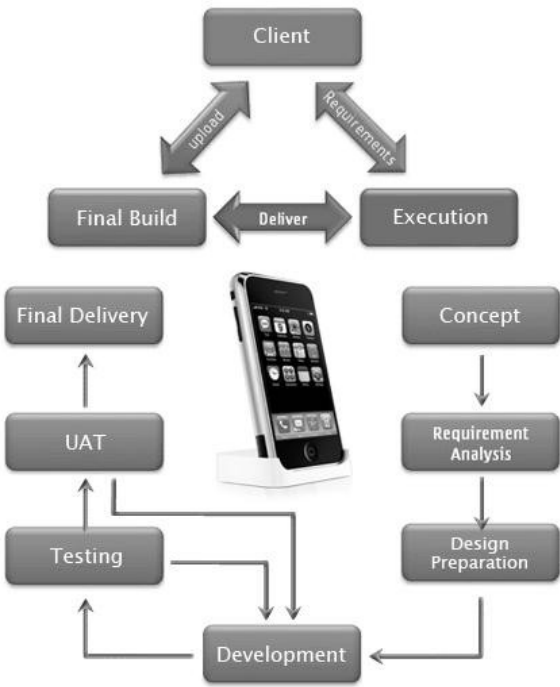 Client
upload
Requirements
Final Build
Deliver
Execution
Final Delivery
Concept
UAT
Requirement
Analysis
Testing
Design
Preparation
Development